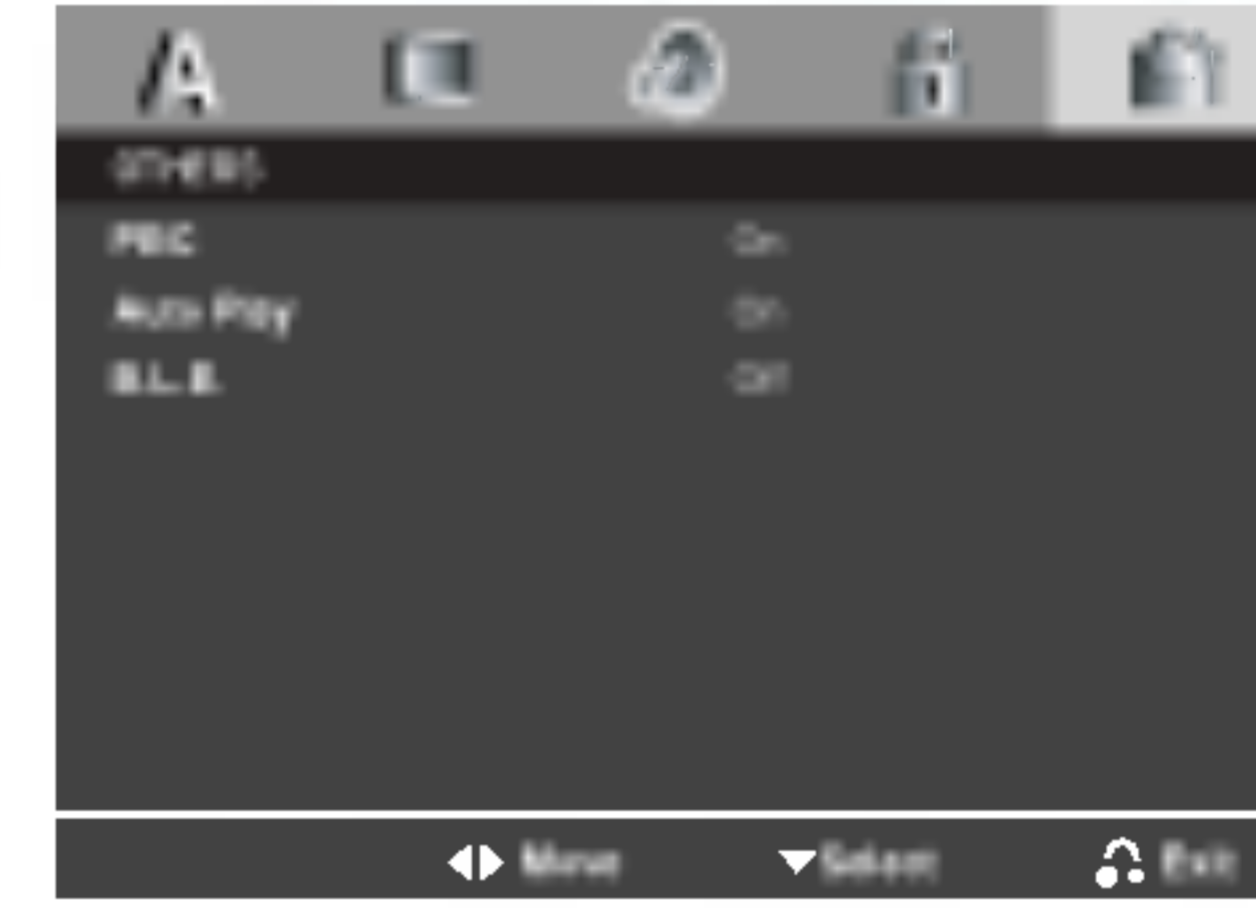 OTHERS
PBC On
Auto Play On
B.L.E. Off
Move Select Exit